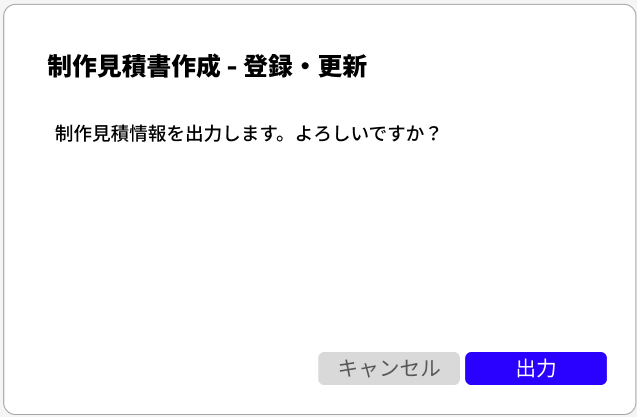 制作見積書作成 - 登録・更新
制作見積情報を出力します。よろしいですか？
キャンセル
出力